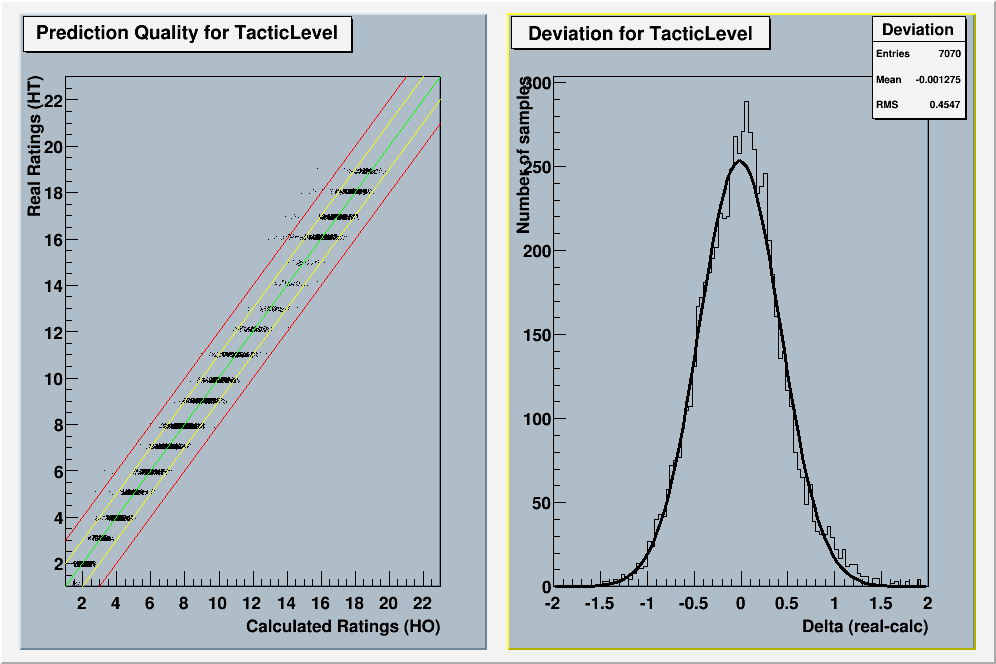 Prediction Quality for TacticLevel
Real Ratings (HT)
22
20
18
16
14
12
10
8
6
4
2
2 4 6 8 10 12 14 16 18 20 22
Calculated Ratings (HO)
Deviation for TacticLevel
Deviation
Entries 7070
Mean -0.001275
RMS 0.4547
Number of samples
300
250
200
150
100
50
0
-2 -1.5 -1 -0.5 0 0.5 1 1.5 2
Delta (real-calc)